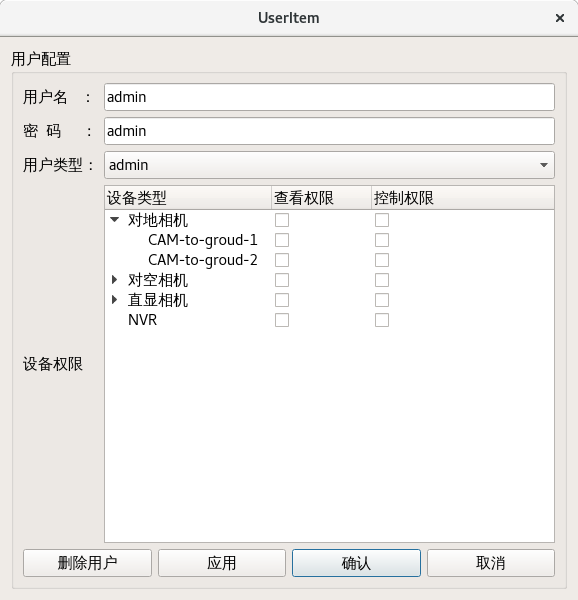 UserItem
用户配置
用户名 ： admin
密 码 ： admin
用户类型： admin
设备类型 查看权限 控制权限
对地相机
CAM-to-groud-1
CAM-to-groud-2
对空相机
直显相机
NVR
设备权限
删除用户 应用 确认 取消